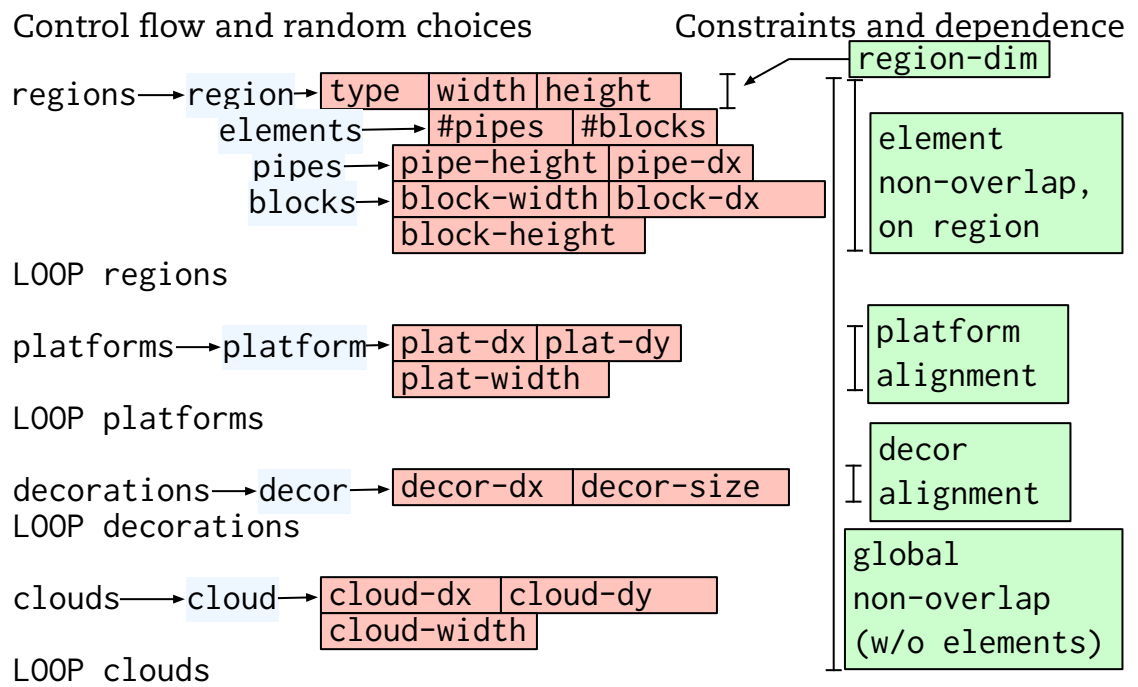 Control flow and random choices
Constraints and dependence
region-dim
regions region type width height
elements #pipes #blocks
pipes pipe-height pipe-dx
blocks block-width block-dx
block-height
element
non-overlap,
on region
LOOP regions
platforms platform plat-dx plat-dy
plat-width
platform
alignment
LOOP platforms
decorations decor decor-dx decor-size
LOOP decorations
decor
alignment
clouds cloud cloud-dx cloud-dy
cloud-width
LOOP clouds
global
non-overlap
(w/o elements)